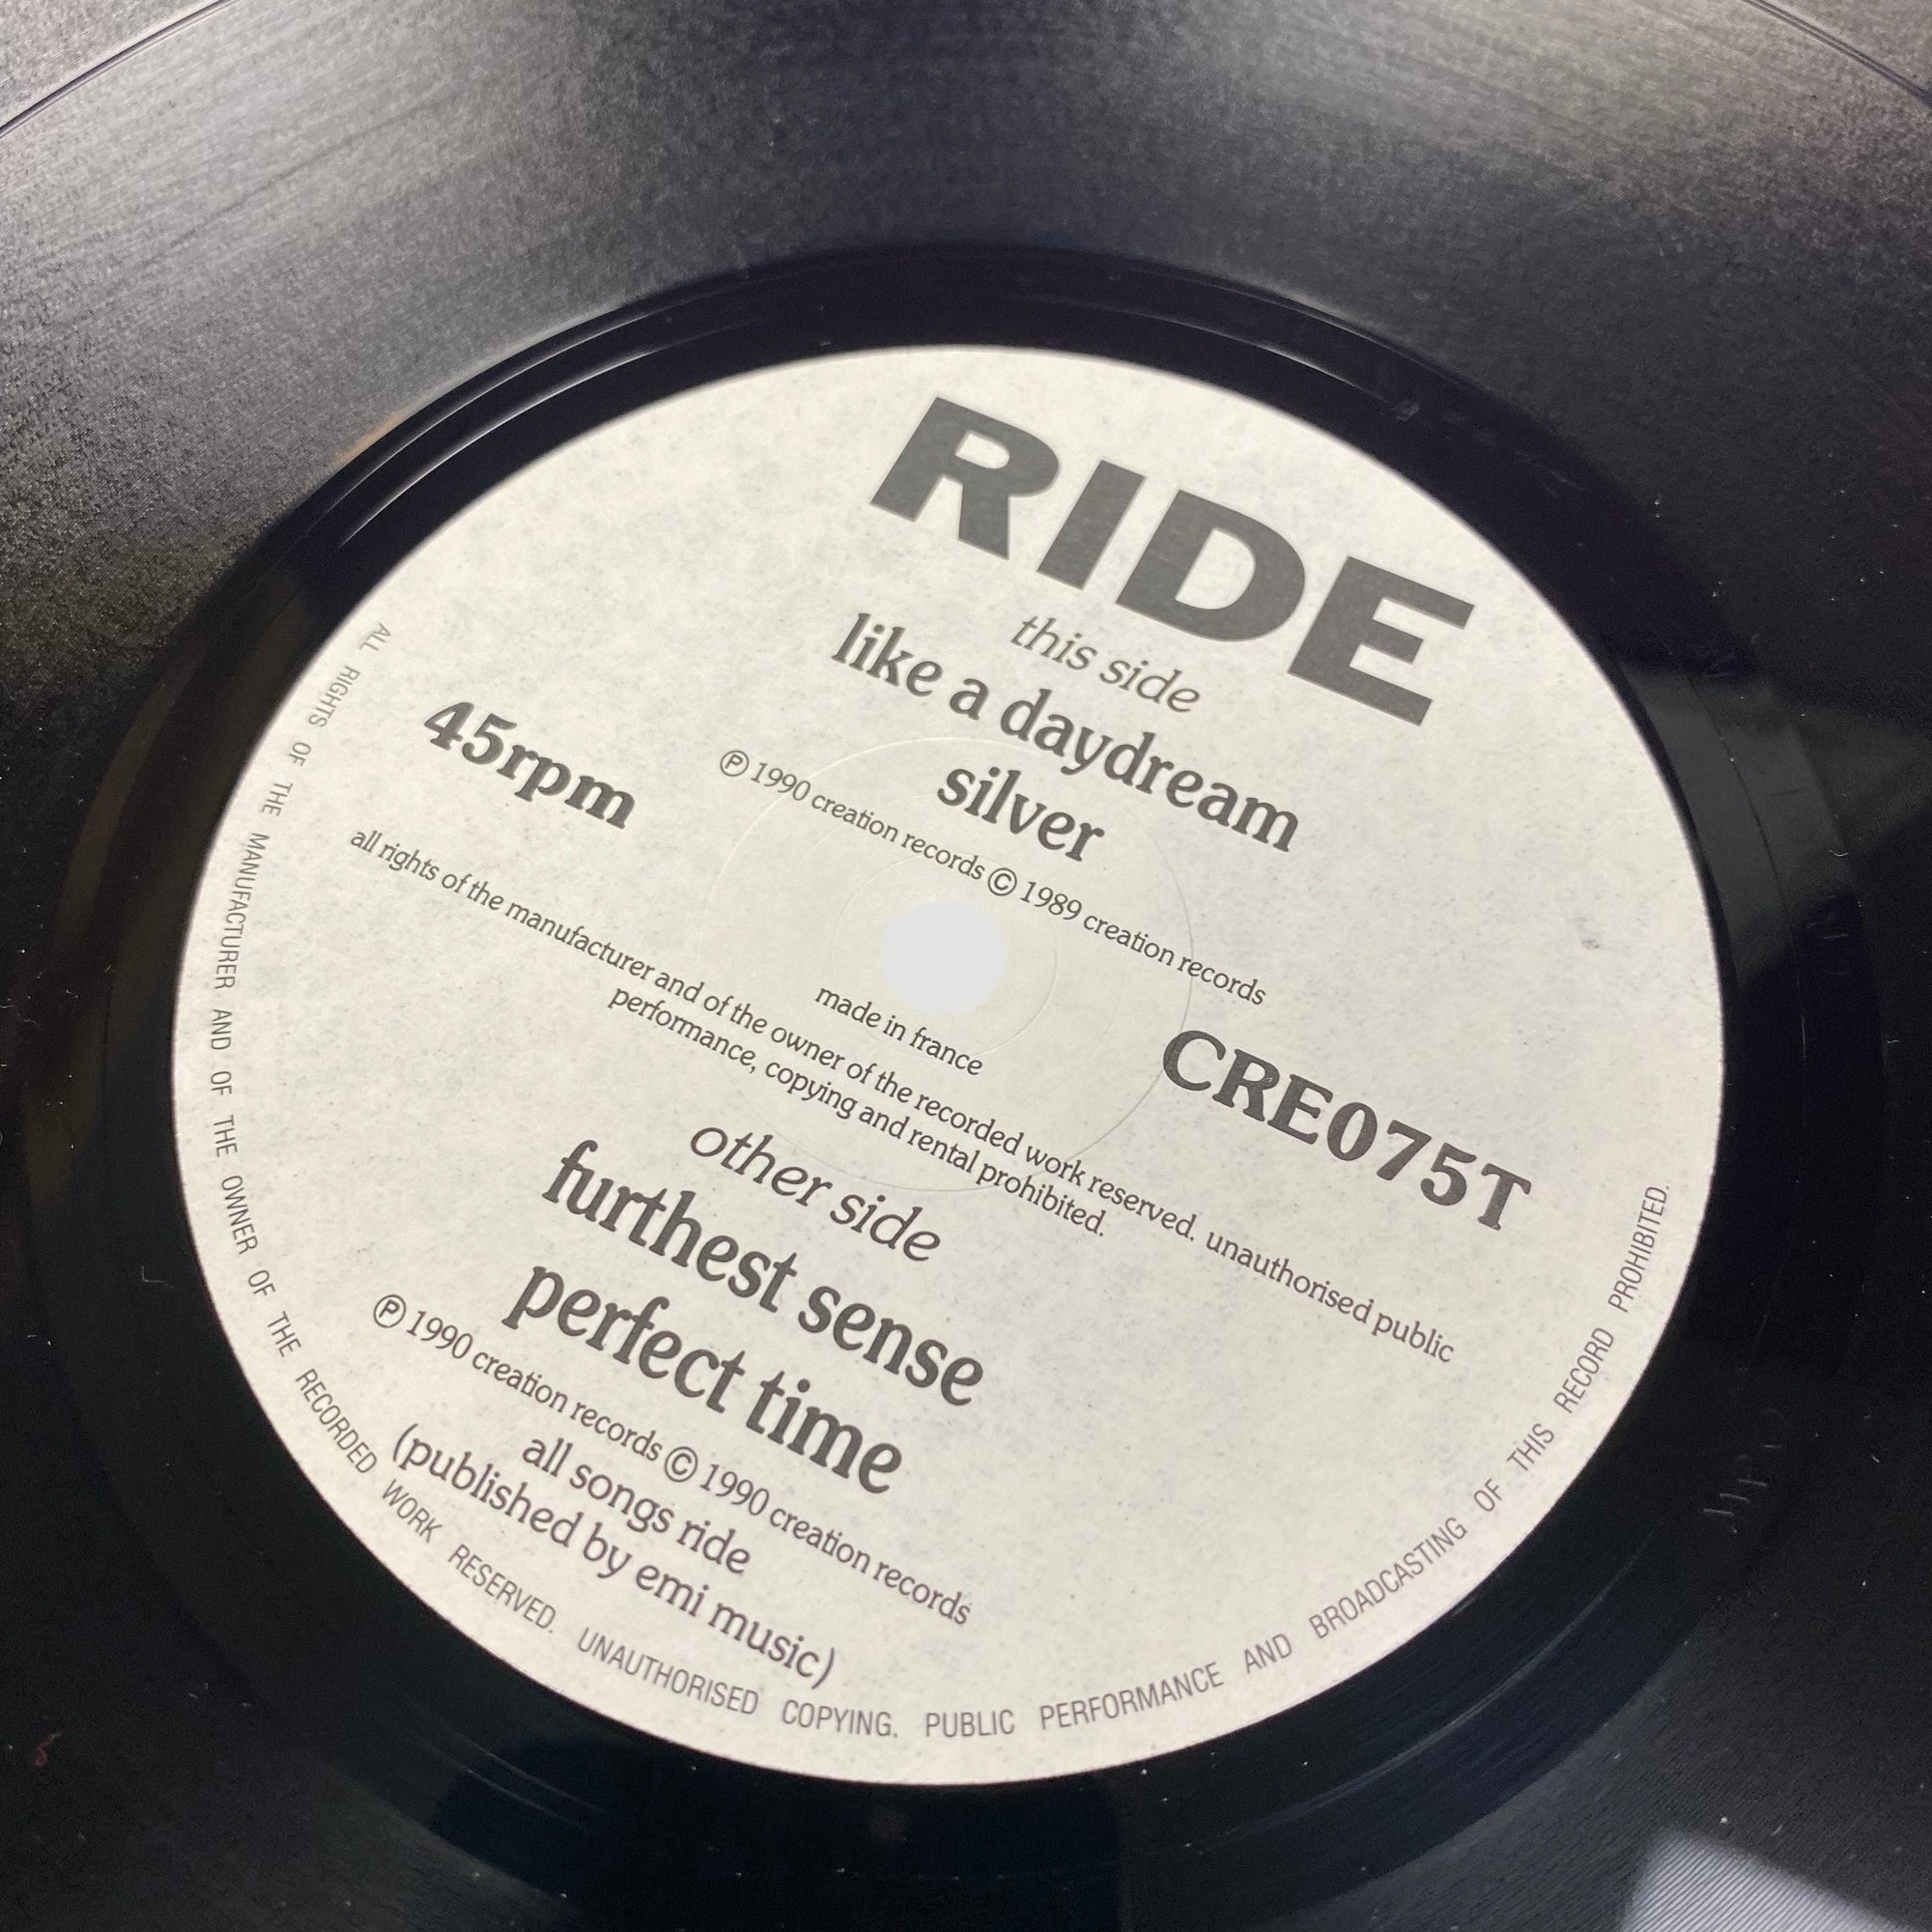 RIDE
this side
like a daydream
silver
℗ 1990 creation records © 1989 creation records
45rpm
made in france
CRE075T
all rights of the manufacturer and of the owner of the recorded work reserved. unauthorised public
performance, copying and rental prohibited.
other side
furthest sense
perfect time
℗ 1990 creation records © 1990 creation records
all songs ride
(published by emi music)
ALL RIGHTS OF THE MANUFACTURER AND OF THE OWNER OF THE RECORDED WORK RESERVED. UNAUTHORISED COPYING. PUBLIC PERFORMANCE AND BROADCASTING OF THIS RECORD PROHIBITED.